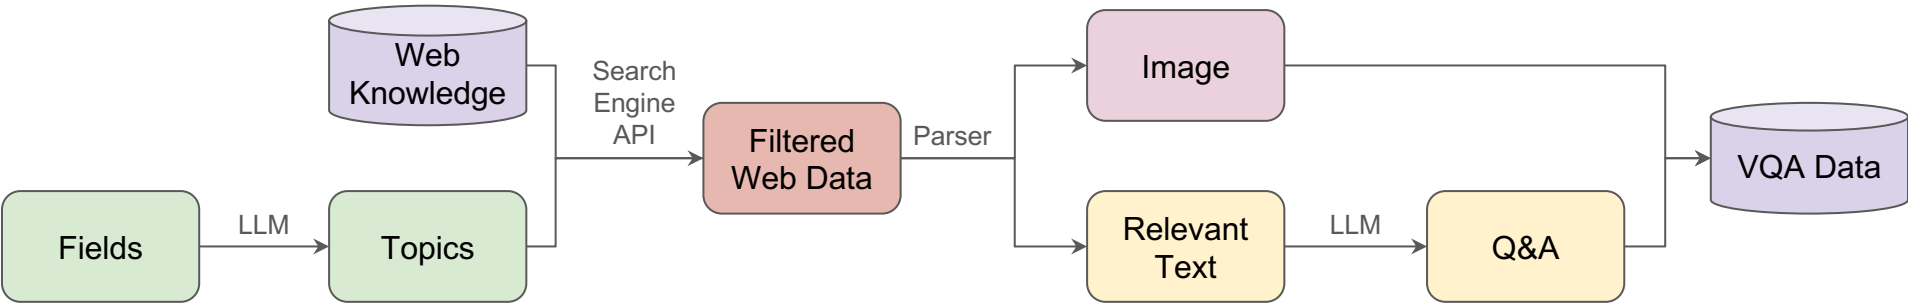 Web
Knowledge
Search
Engine
API
Fields
LLM
Topics
Filtered
Web Data
Parser
Image
Relevant
Text
LLM
Q&A
VQA Data